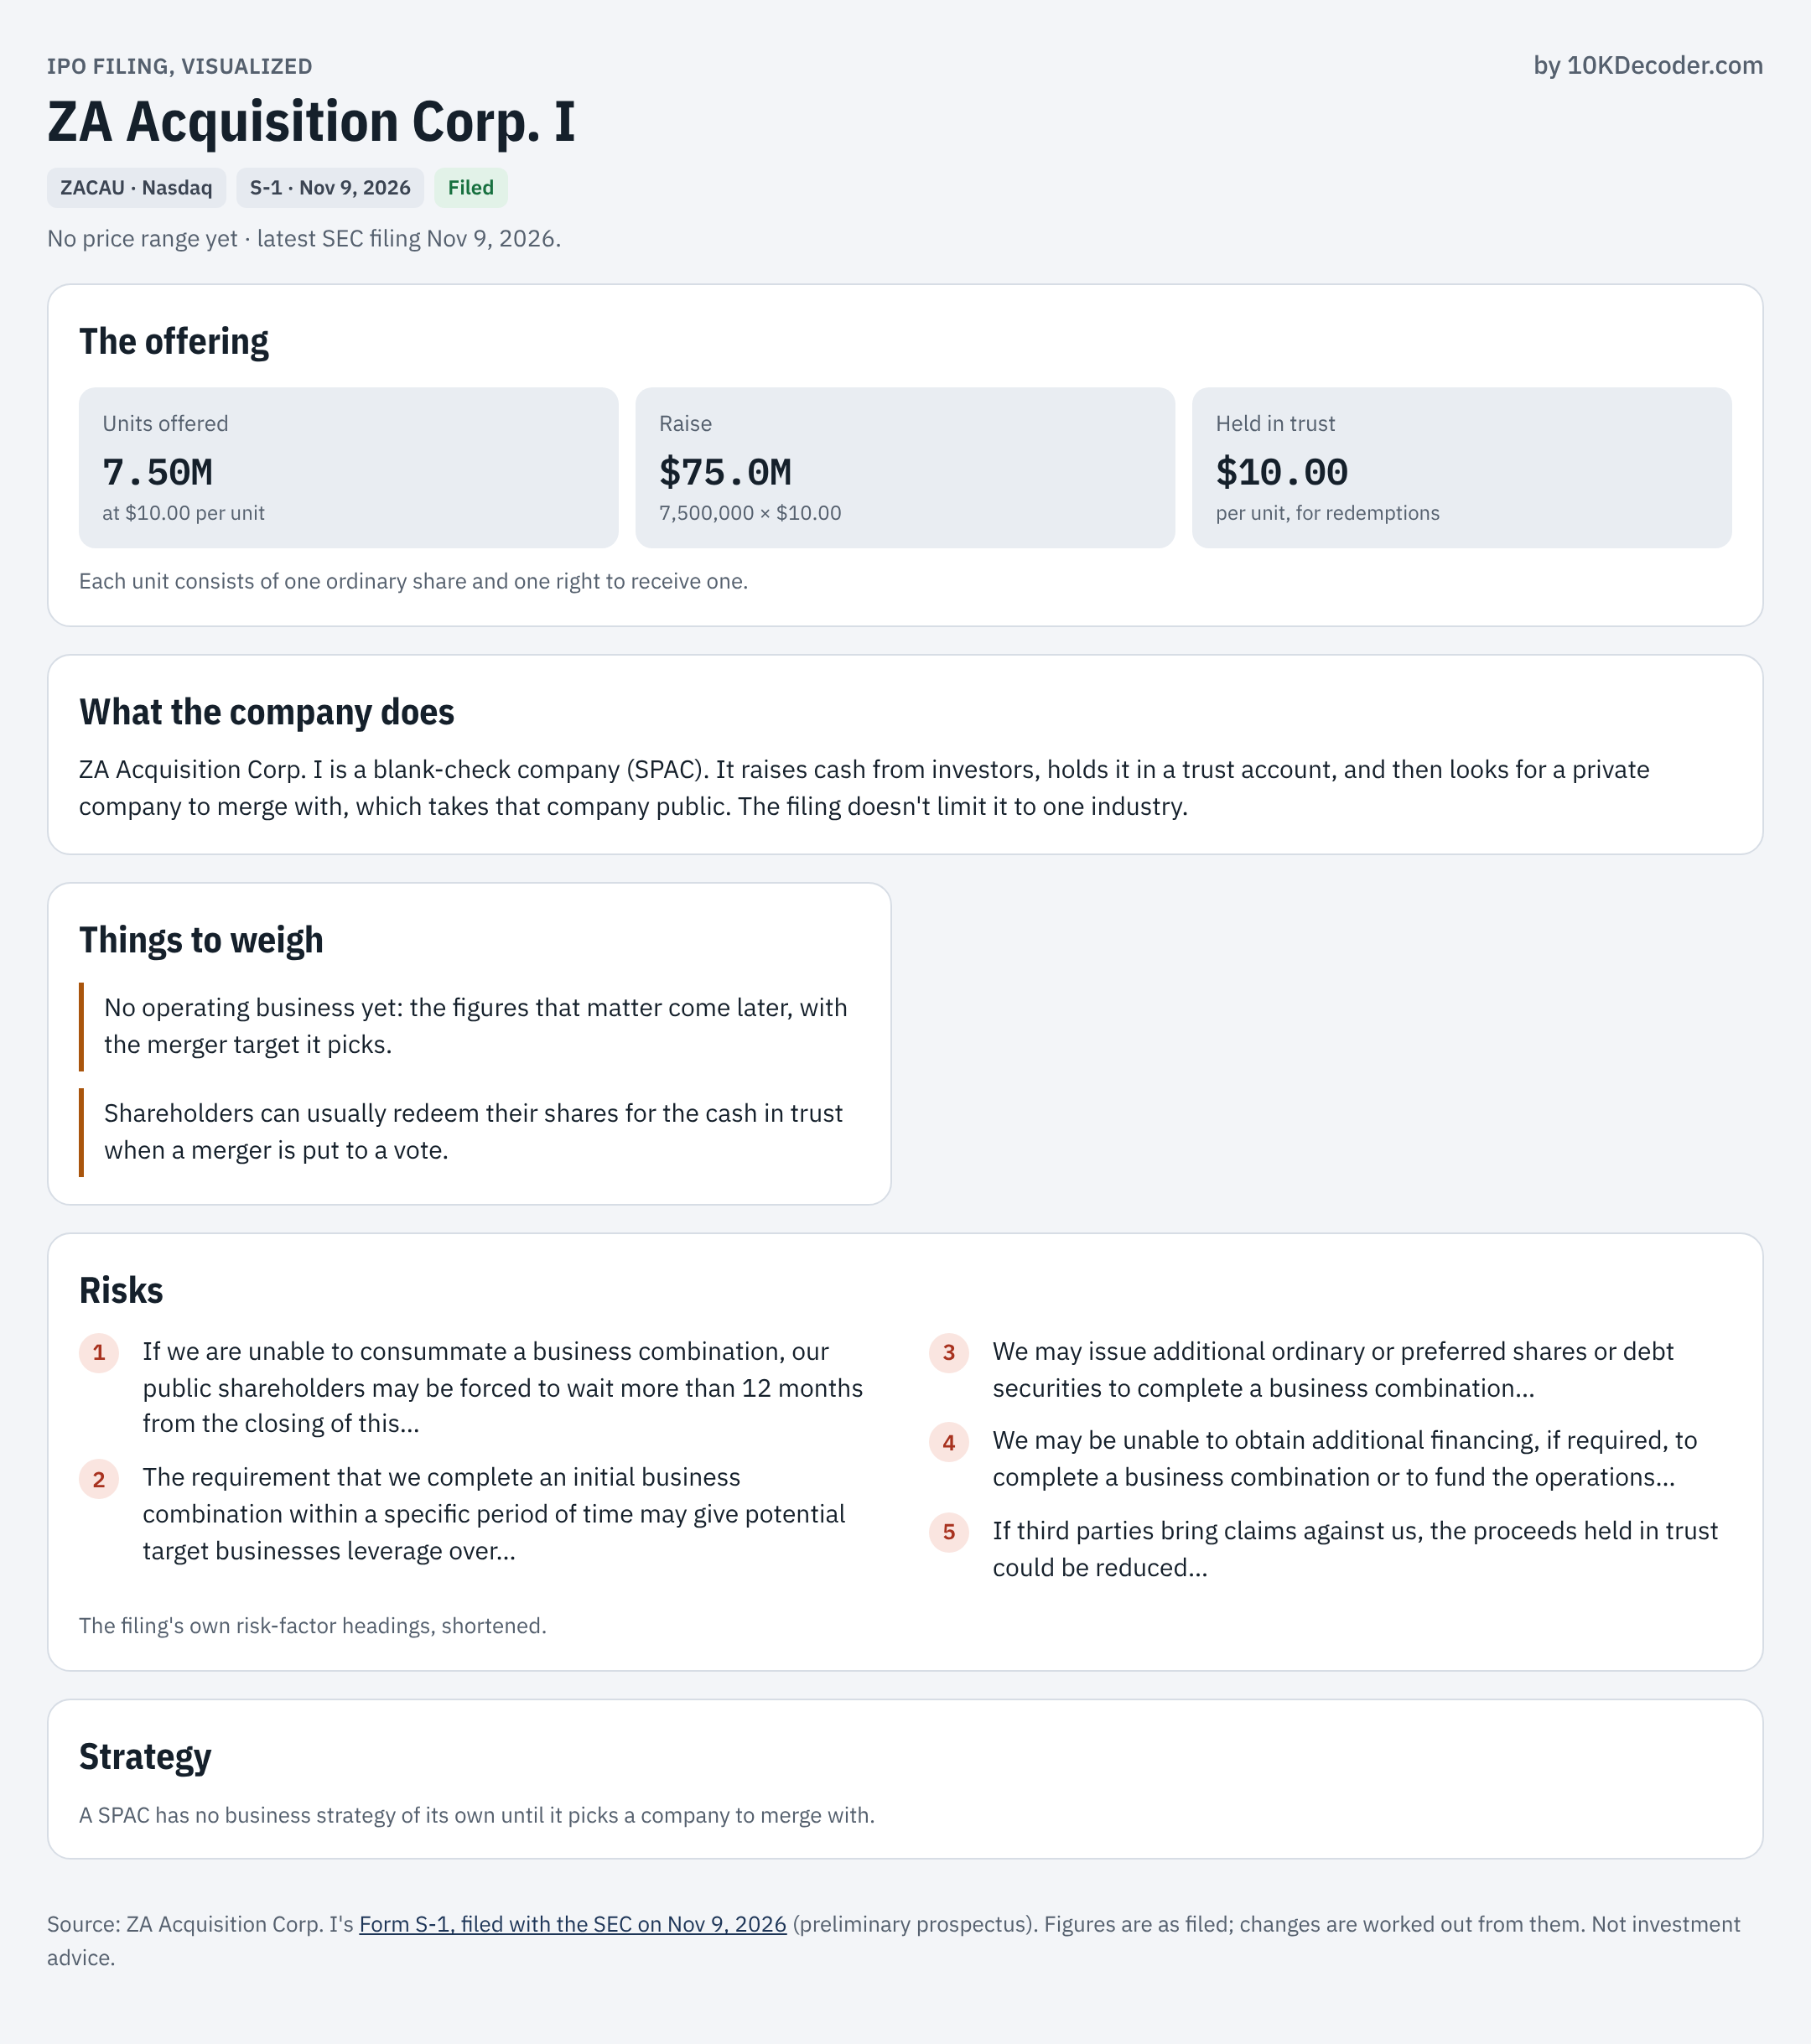 IPO FILING, VISUALIZED
by 10KDecoder.com
ZA Acquisition Corp. I
ZACAU · Nasdaq
S-1 · Nov 9, 2026
Filed
No price range yet · latest SEC filing Nov 9, 2026.
The offering
Units offered
7.50M
at $10.00 per unit
Raise
$75.0M
7,500,000 × $10.00
Held in trust
$10.00
per unit, for redemptions
Each unit consists of one ordinary share and one right to receive one.
What the company does
ZA Acquisition Corp. I is a blank-check company (SPAC). It raises cash from investors, holds it in a trust account, and then looks for a private
company to merge with, which takes that company public. The filing doesn't limit it to one industry.
Things to weigh
No operating business yet: the figures that matter come later, with
the merger target it picks.
Shareholders can usually redeem their shares for the cash in trust
when a merger is put to a vote.
Risks
1
If we are unable to consummate a business combination, our
public shareholders may be forced to wait more than 12 months
from the closing of this…
2
The requirement that we complete an initial business
combination within a specific period of time may give potential
target businesses leverage over…
3
We may issue additional ordinary or preferred shares or debt
securities to complete a business combination…
4
We may be unable to obtain additional financing, if required, to
complete a business combination or to fund the operations…
5
If third parties bring claims against us, the proceeds held in trust
could be reduced…
The filing's own risk-factor headings, shortened.
Strategy
A SPAC has no business strategy of its own until it picks a company to merge with.
Source: ZA Acquisition Corp. I's Form S-1, filed with the SEC on Nov 9, 2026 (preliminary prospectus). Figures are as filed; changes are worked out from them. Not investment
advice.